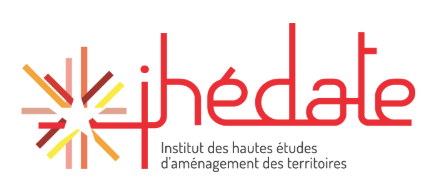 ihédate
Institut des hautes études
d'aménagement des territoires